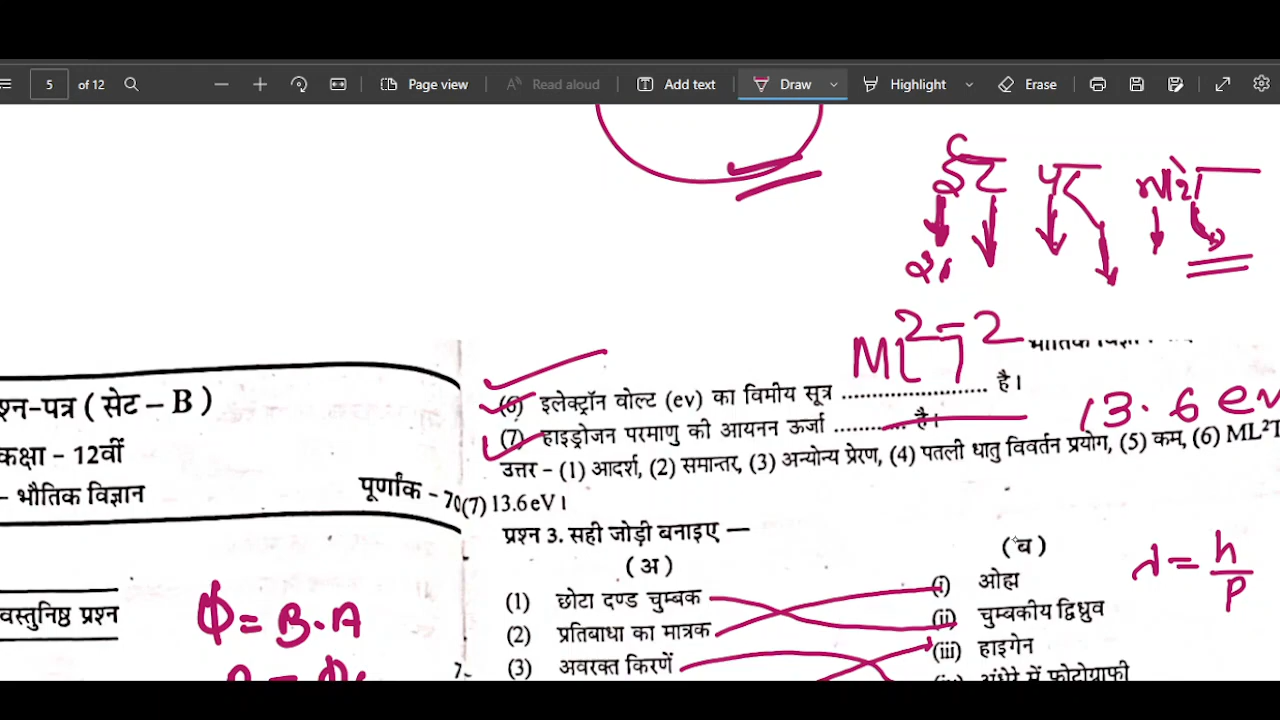 5 of 12 Page view Read aloud Add text Draw Highlight Erase
ML²T⁻²
(6) इलेक्ट्रॉन वोल्ट (ev) का विमीय सूत्र ........................ है।
13.6 ev
(7) हाइड्रोजन परमाणु की आयनन ऊर्जा ............ है।
उत्तर – (1) आदर्श, (2) समान्तर, (3) अन्योन्य प्रेरण, (4) पतली धातु विवर्तन प्रयोग, (5) कम, (6) ML²T
(7) 13.6eV।
श्न-पत्र ( सेट – B )
कक्षा - 12वीं
- भौतिक विज्ञान
पूर्णांक - 70
वस्तुनिष्ठ प्रश्न
ϕ = B.A
प्रश्न 3. सही जोड़ी बनाइए —
(अ) (ब)
λ = h/P
(1) छोटा दण्ड चुम्बक (i) ओह्म
(2) प्रतिबाधा का मात्रक (ii) चुम्बकीय द्विध्रुव
(3) अवरक्त किरणें (iii) हाइगेन
अंधेरे में फोटोग्राफी